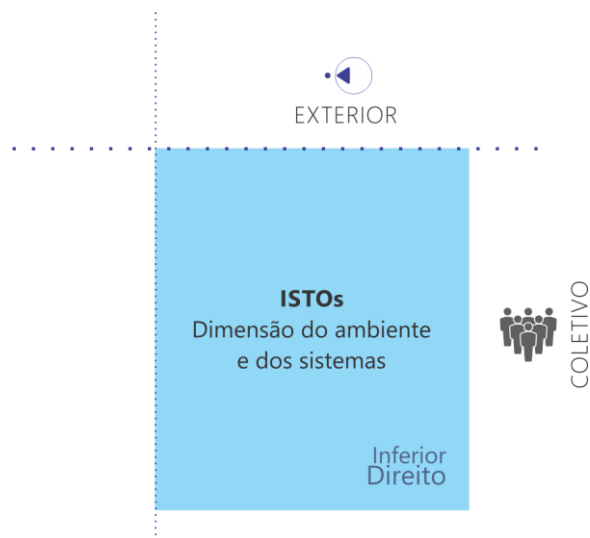 EXTERIOR
ISTOs
Dimensão do ambiente
e dos sistemas
COLETIVO
Inferior
Direito